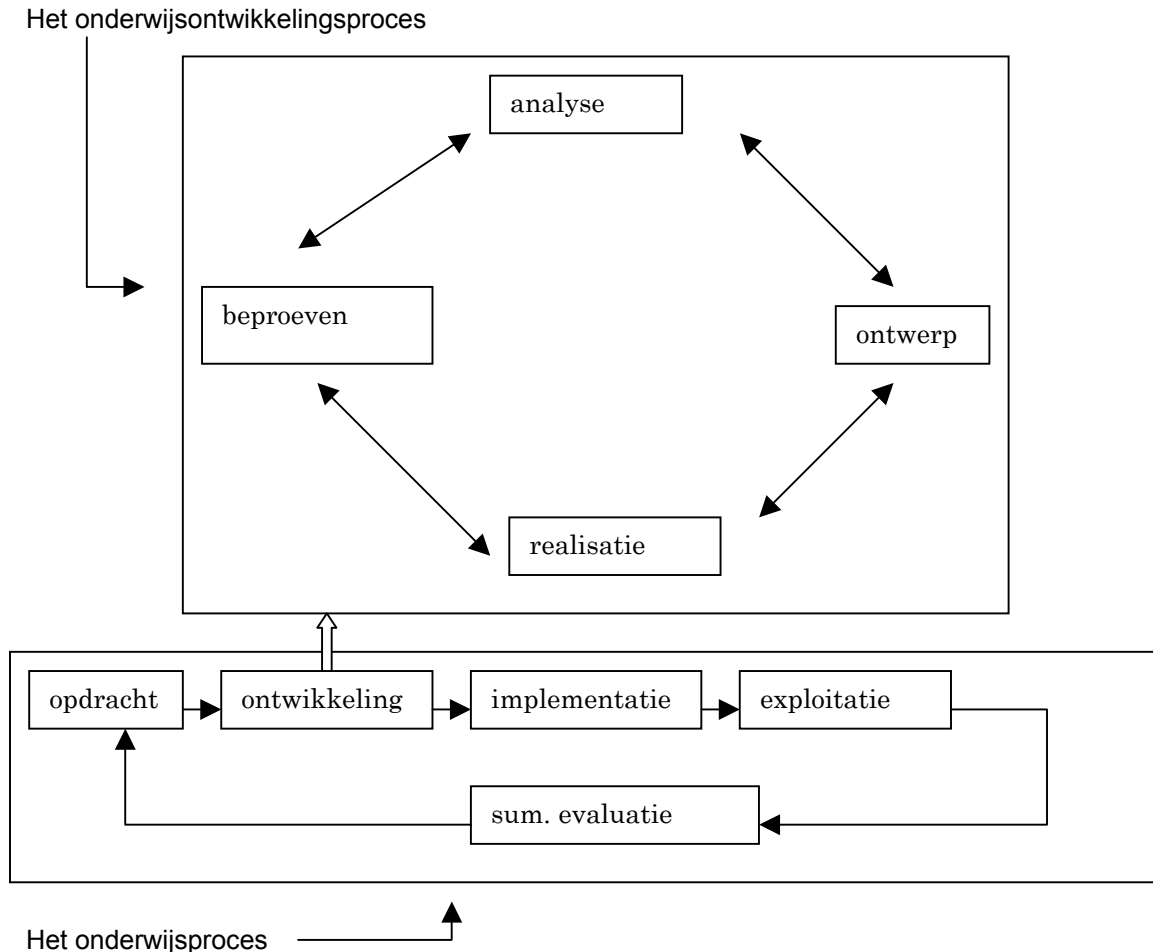 Het onderwijsontwikkelingsproces
analyse
beproeven
ontwerp
realisatie
opdracht
ontwikkeling
implementatie
exploitatie
sum. evaluatie
Het onderwijsproces